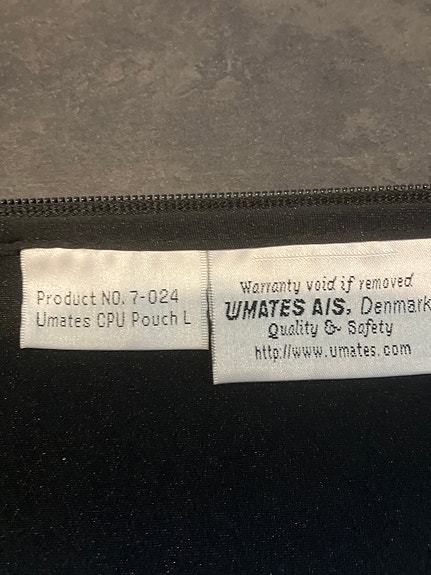 Product NO. 7-024
Umates CPU Pouch L
Warranty void if removed
UMATES A/S, Denmark
Quality & Safety
http://www.umates.com